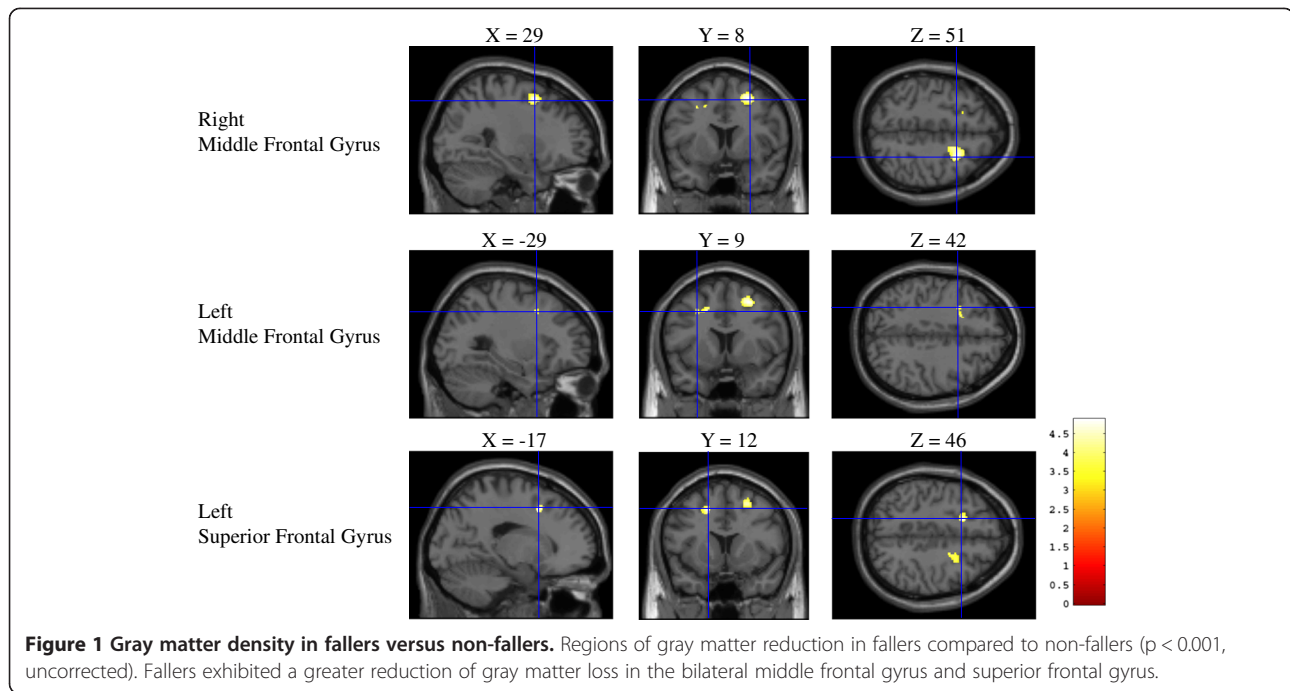 X = 29
Y = 8
Z = 51
Right
Middle Frontal Gyrus
X = -29
Y = 9
Z = 42
Left
Middle Frontal Gyrus
X = -17
Y = 12
Z = 46
Left
Superior Frontal Gyrus
4.5
4
3.5
3
2.5
2
1.5
1
0.5
0
Figure 1 Gray matter density in fallers versus non-fallers. Regions of gray matter reduction in fallers compared to non-fallers (p < 0.001,
uncorrected). Fallers exhibited a greater reduction of gray matter loss in the bilateral middle frontal gyrus and superior frontal gyrus.